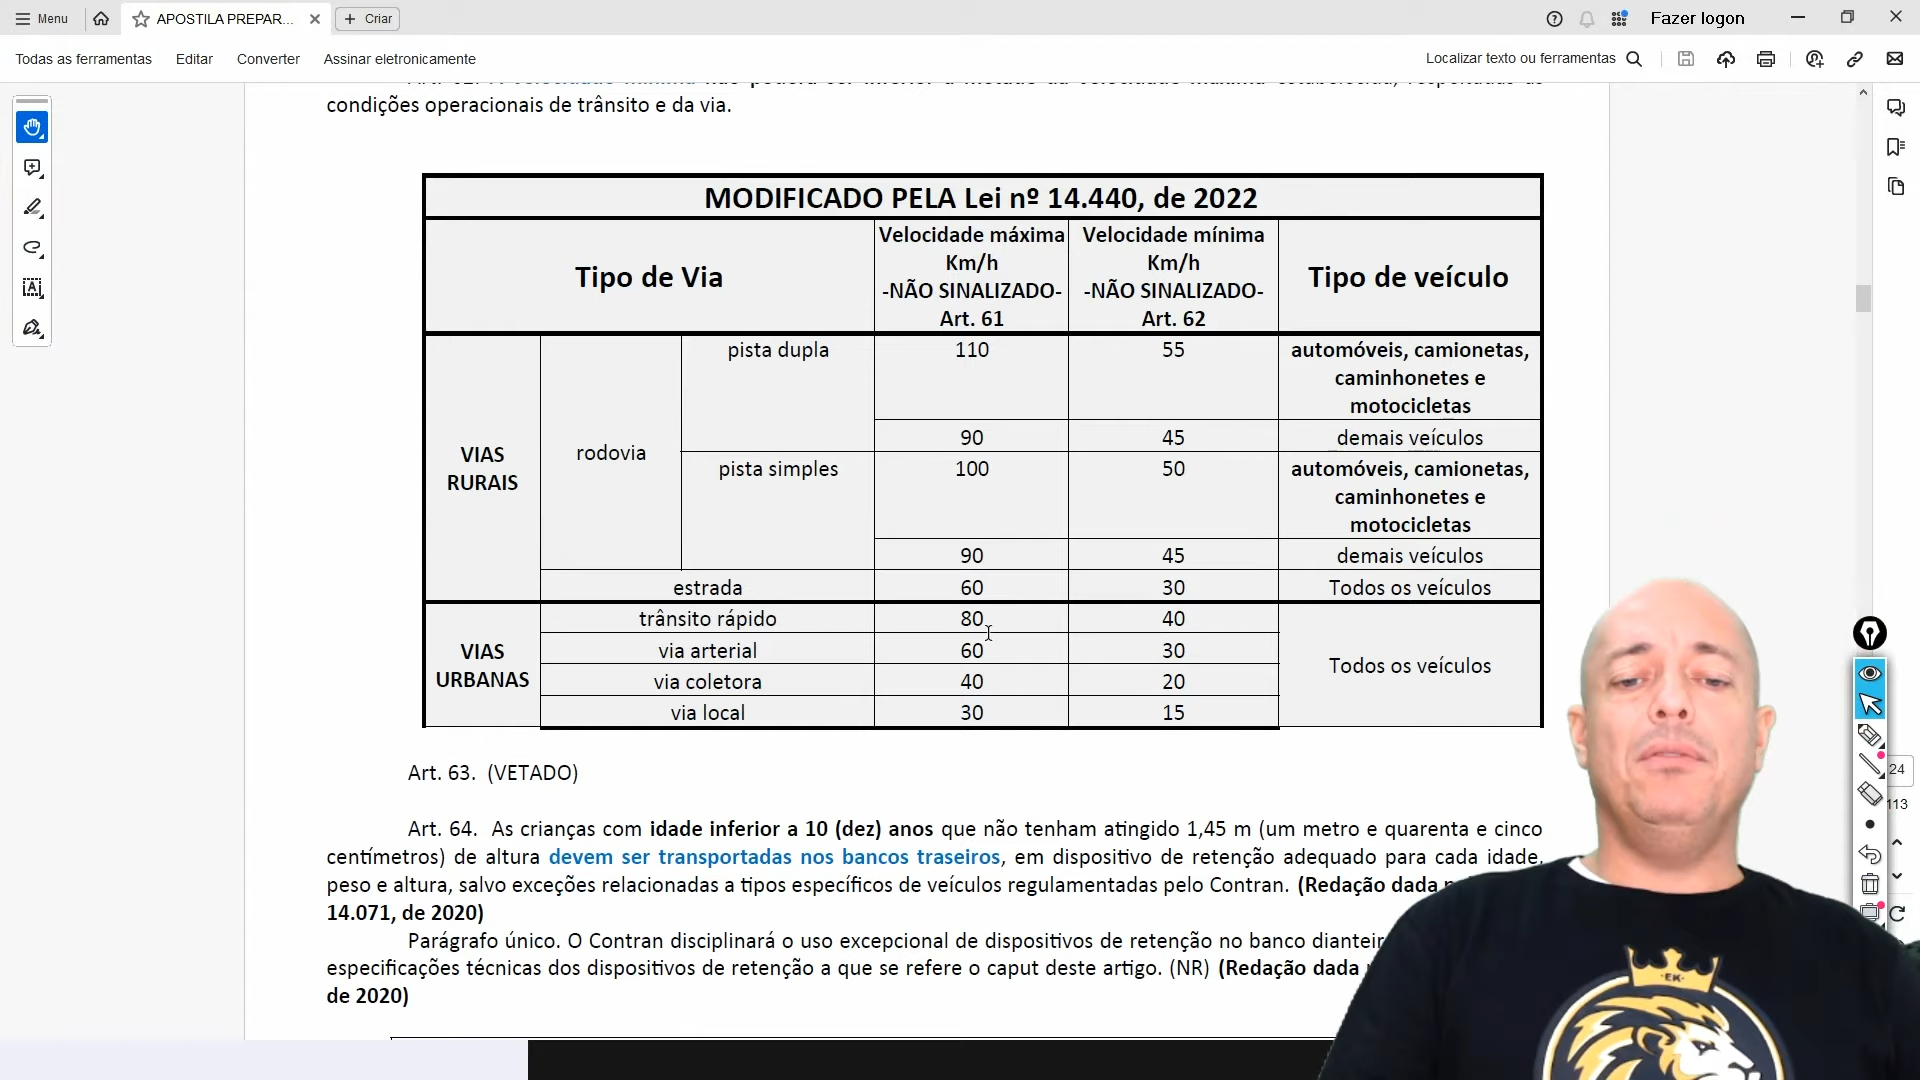 Menu
APOSTILA PREPAR...
Criar
Fazer logon
Todas as ferramentas
Editar
Converter
Assinar eletronicamente
Localizar texto ou ferramentas
condições operacionais de trânsito e da via.
MODIFICADO PELA Lei nº 14.440, de 2022
Tipo de Via
Velocidade máxima
Km/h
-NÃO SINALIZADO-
Art. 61
Velocidade mínima
Km/h
-NÃO SINALIZADO-
Art. 62
Tipo de veículo
VIAS
RURAIS
rodovia
pista dupla
110
55
automóveis, camionetas,
caminhonetes e
motocicletas
90
45
demais veículos
pista simples
100
50
automóveis, camionetas,
caminhonetes e
motocicletas
90
45
demais veículos
estrada
60
30
Todos os veículos
VIAS
URBANAS
trânsito rápido
80
40
Todos os veículos
via arterial
60
30
via coletora
40
20
via local
30
15
Art. 63. (VETADO)
Art. 64. As crianças com idade inferior a 10 (dez) anos que não tenham atingido 1,45 m (um metro e quarenta e cinco
centímetros) de altura devem ser transportadas nos bancos traseiros, em dispositivo de retenção adequado para cada idade,
peso e altura, salvo exceções relacionadas a tipos específicos de veículos regulamentadas pelo Contran. (Redação dada
14.071, de 2020)
Parágrafo único. O Contran disciplinará o uso excepcional de dispositivos de retenção no banco
especificações técnicas dos dispositivos de retenção a que se refere o caput deste artigo. (NR) (Redação dada
de 2020)
24
113
EK